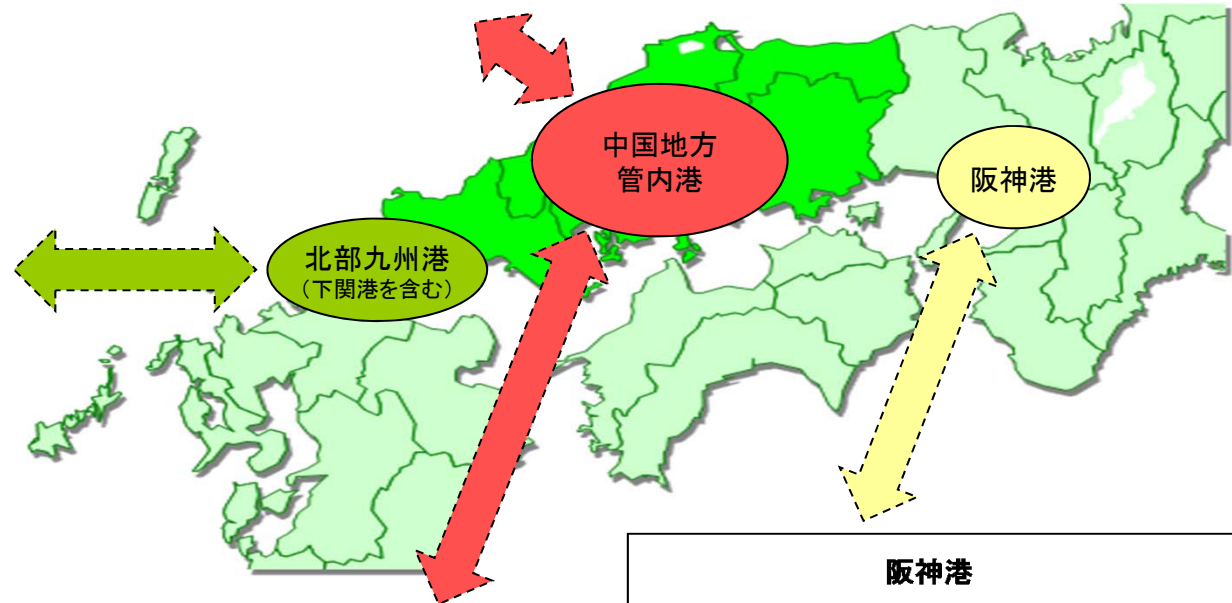 中国地方
管内港
阪神港
北部九州港
（下関港を含む）
阪神港